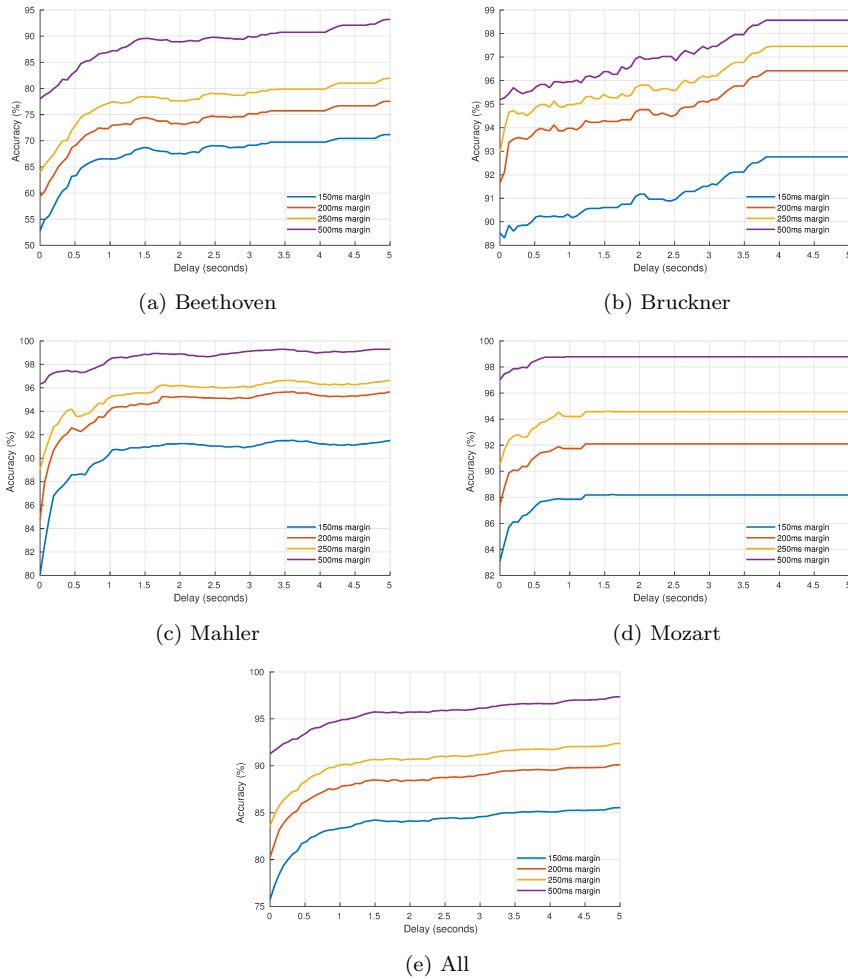 95
90
85
80
75
70
65
60
55
50
Accuracy (%)
0 0.5 1 1.5 2 2.5 3 3.5 4 4.5 5
Delay (seconds)
150ms margin
200ms margin
250ms margin
500ms margin
(a) Beethoven
99
98
97
96
95
94
93
92
91
90
89
Accuracy (%)
0 0.5 1 1.5 2 2.5 3 3.5 4 4.5 5
Delay (seconds)
150ms margin
200ms margin
250ms margin
500ms margin
(b) Bruckner
100
98
96
94
92
90
88
86
84
82
80
Accuracy (%)
0 0.5 1 1.5 2 2.5 3 3.5 4 4.5 5
Delay (seconds)
150ms margin
200ms margin
250ms margin
500ms margin
(c) Mahler
100
98
96
94
92
90
88
86
84
82
Accuracy (%)
0 0.5 1 1.5 2 2.5 3 3.5 4 4.5 5
Delay (seconds)
150ms margin
200ms margin
250ms margin
500ms margin
(d) Mozart
100
95
90
85
80
75
Accuracy (%)
0 0.5 1 1.5 2 2.5 3 3.5 4 4.5 5
Delay (seconds)
150ms margin
200ms margin
250ms margin
500ms margin
(e) All